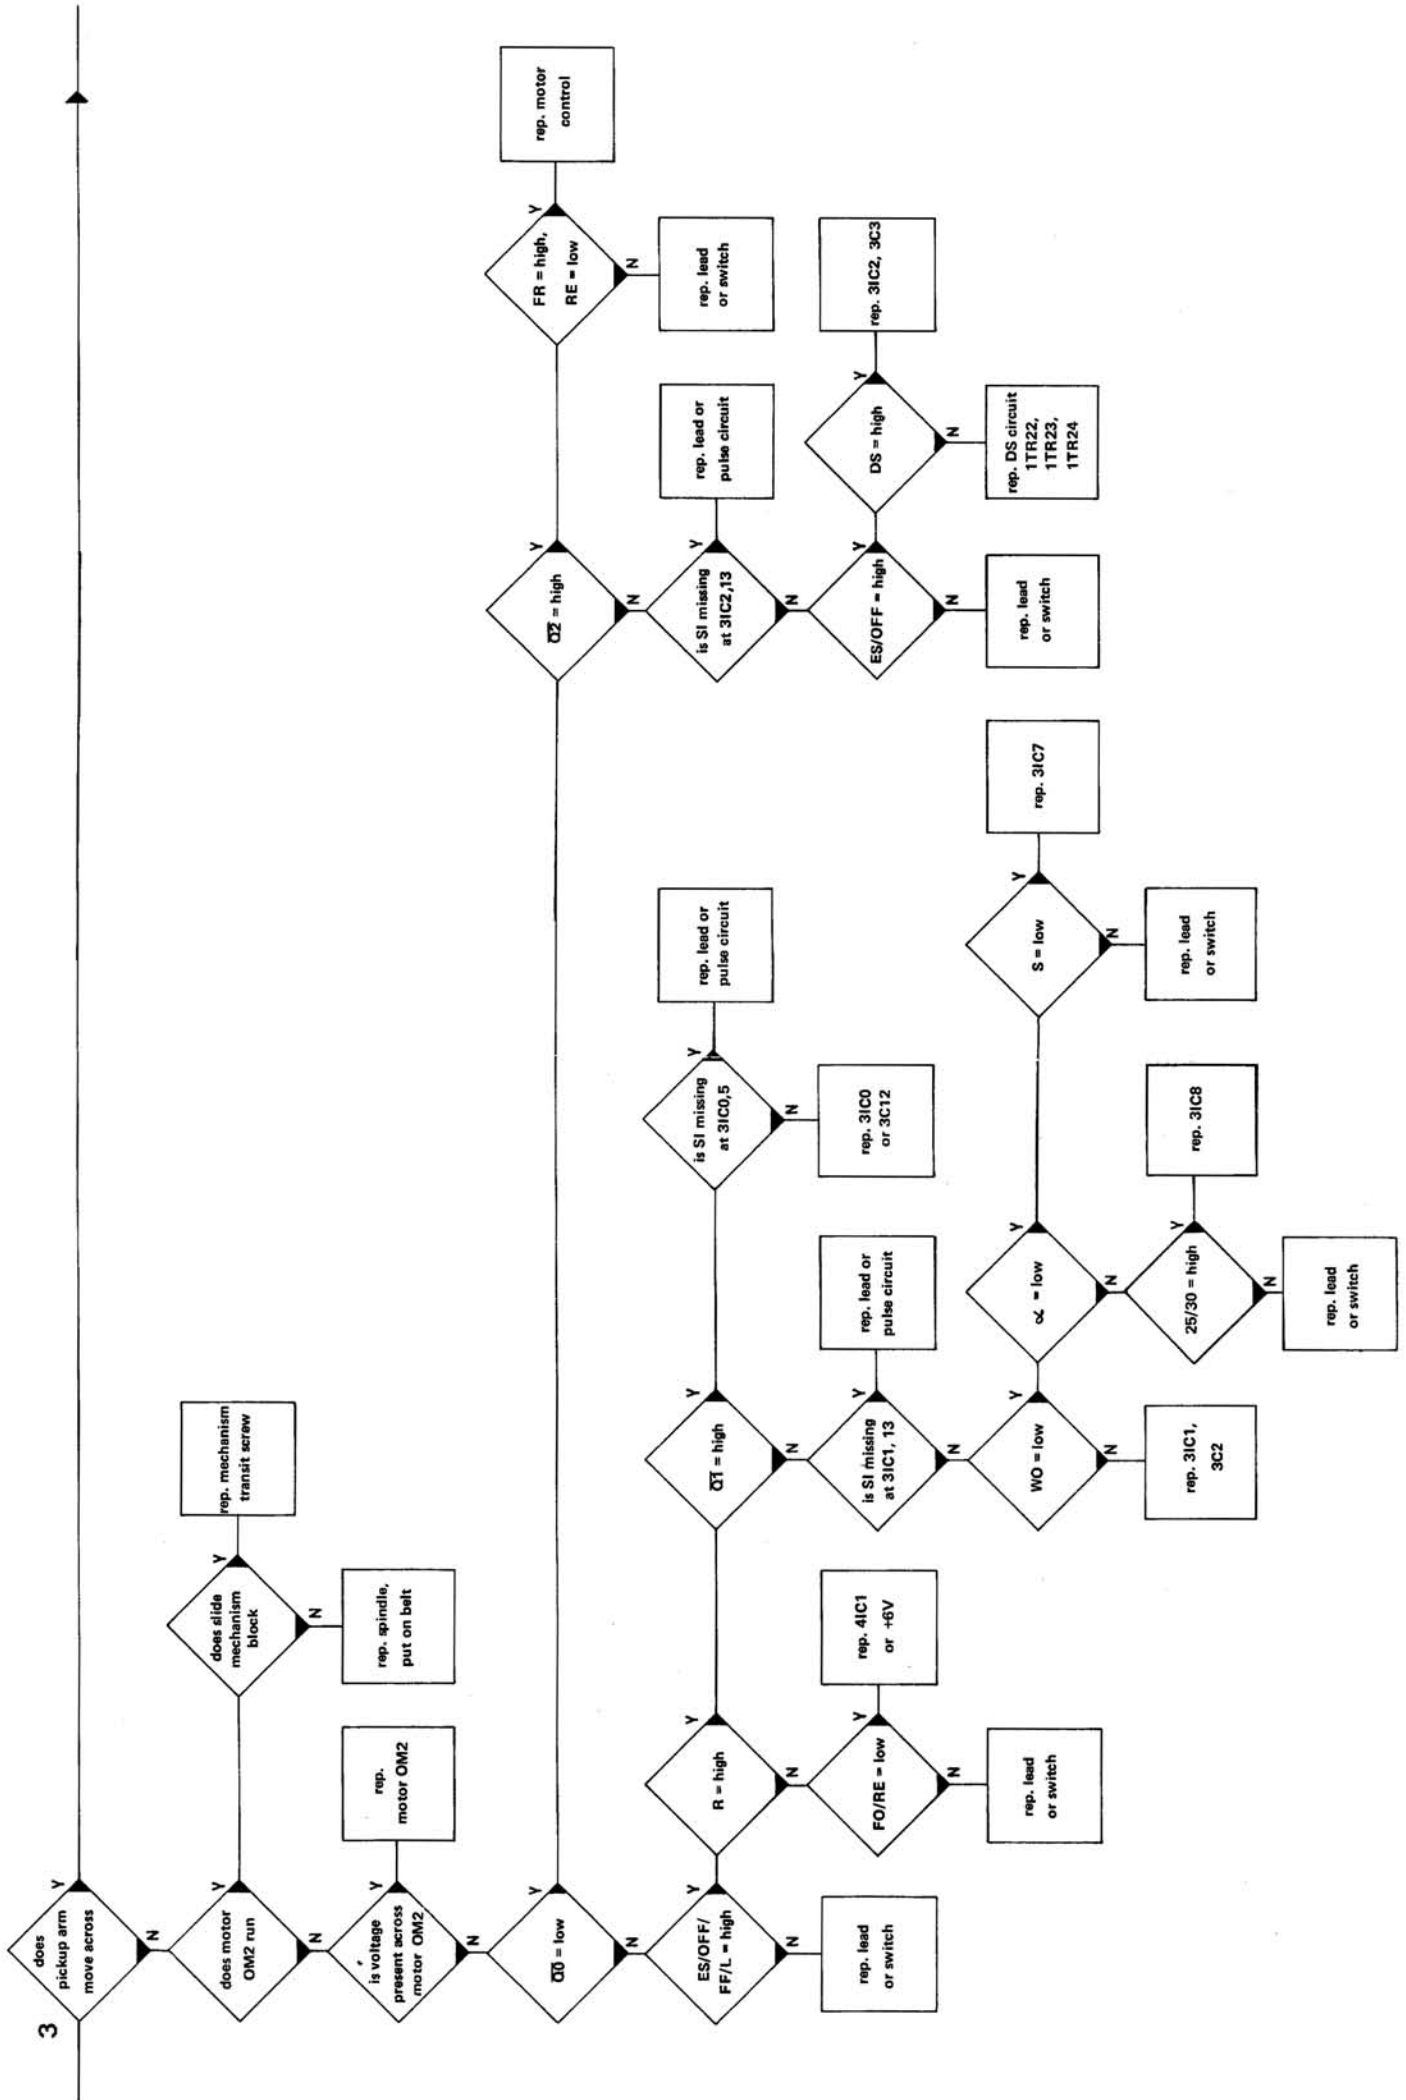 3
does
pickup arm
move across
Y
N
does motor
OM2 run
Y
N
does slide
mechanism
block
Y
N
rep. mechanism
transit screw
rep. spindle,
put on belt
is voltage
present across
motor OM2
Y
N
rep.
motor OM2
Q̅0̅ = low
Y
N
Q̅2̅ = high
Y
N
FR = high,
RE = low
Y
N
rep. motor
control
rep. lead
or switch
is SI missing
at 3IC2,13
Y
N
rep. lead or
pulse circuit
ES/OFF = high
Y
N
DS = high
Y
N
rep. 3IC2, 3C3
rep. DS circuit
1TR22,
1TR23,
1TR24
rep. lead
or switch
ES/OFF/
FF/L = high
Y
N
rep. lead
or switch
R = high
Y
N
FO/RE = low
Y
N
rep. 4IC1
or +6V
rep. lead
or switch
Q̅1̅ = high
Y
N
is SI missing
at 3IC0,5
Y
N
rep. lead or
pulse circuit
rep. 3IC0
or 3C12
is SI missing
at 3IC1, 13
Y
N
rep. lead or
pulse circuit
WO = low
Y
N
rep. 3IC1,
3C2
α = low
Y
N
S = low
Y
N
rep. 3IC7
rep. lead
or switch
25/30 = high
Y
N
rep. 3IC8
rep. lead
or switch